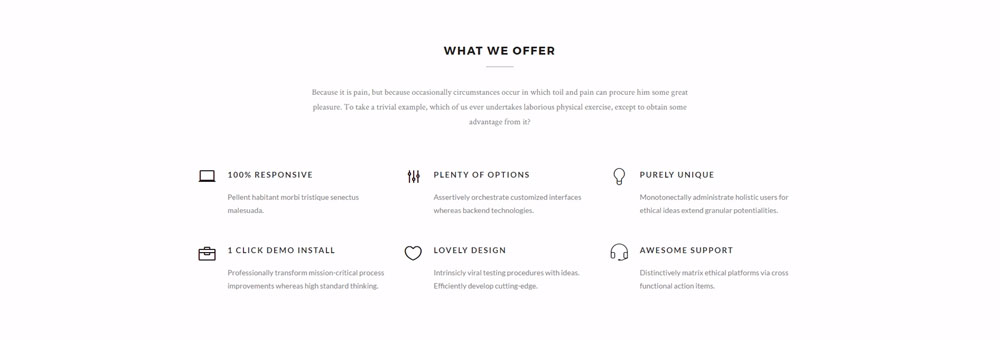 WHAT WE OFFER
Because it is pain, but because occasionally circumstances occur in which toil and pain can procure him some great
pleasure. To take a trivial example, which of us ever undertakes laborious physical exercise, except to obtain some
advantage from it?
100% RESPONSIVE
Pellent habitant morbi tristique senectus
malesuada.
PLENTY OF OPTIONS
Assertively orchestrate customized interfaces
whereas backend technologies.
PURELY UNIQUE
Monotonectally administrate holistic users for
ethical ideas extend granular potentialities.
1 CLICK DEMO INSTALL
Professionally transform mission-critical process
improvements whereas high standard thinking.
LOVELY DESIGN
Intrinsicly viral testing procedures with ideas.
Efficiently develop cutting-edge.
AWESOME SUPPORT
Distinctively matrix ethical platforms via cross
functional action items.